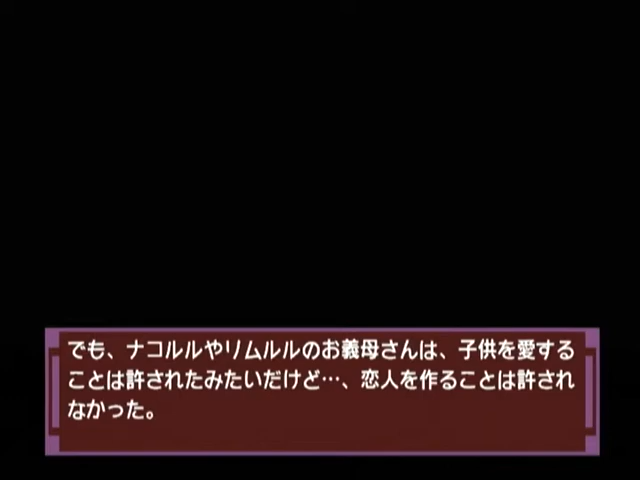 でも、ナコルルやリムルルのお義母さんは、子供を愛する
ことは許されたみたいだけど…、恋人を作ることは許され
なかった。